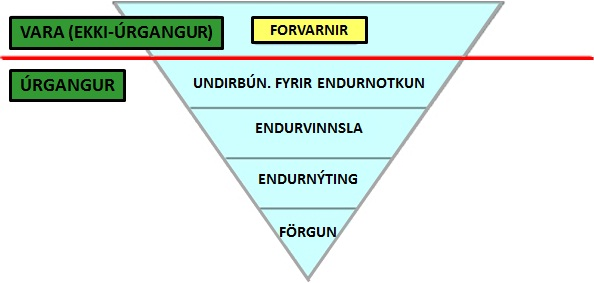 VARA (EKKI-ÚRGANGUR)
FORVARNIR
ÚRGANGUR
UNDIRBÚN. FYRIR ENDURNOTKUN
ENDURVINNSLA
ENDURNÝTING
FÖRGUN